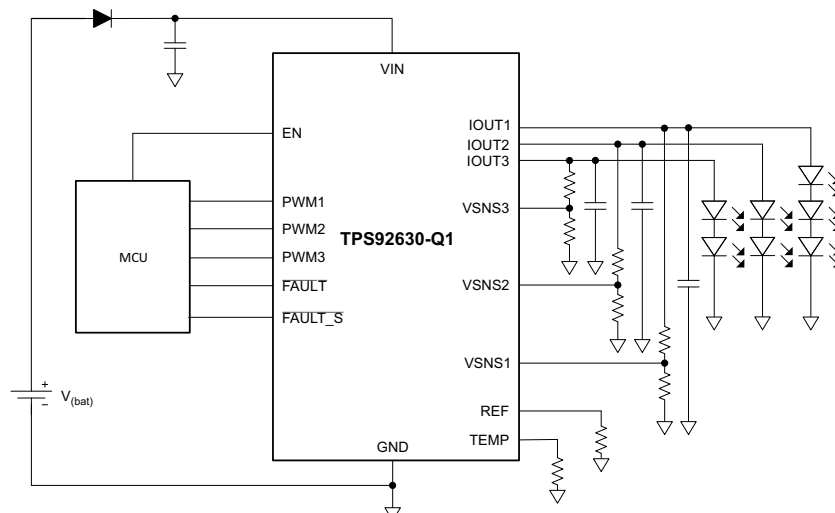 VIN
EN
IOUT1
IOUT2
IOUT3
PWM1
PWM2
PWM3
FAULT
FAULT_S
MCU
TPS92630-Q1
VSNS3
VSNS2
VSNS1
REF
TEMP
GND
+
−
V(bat)